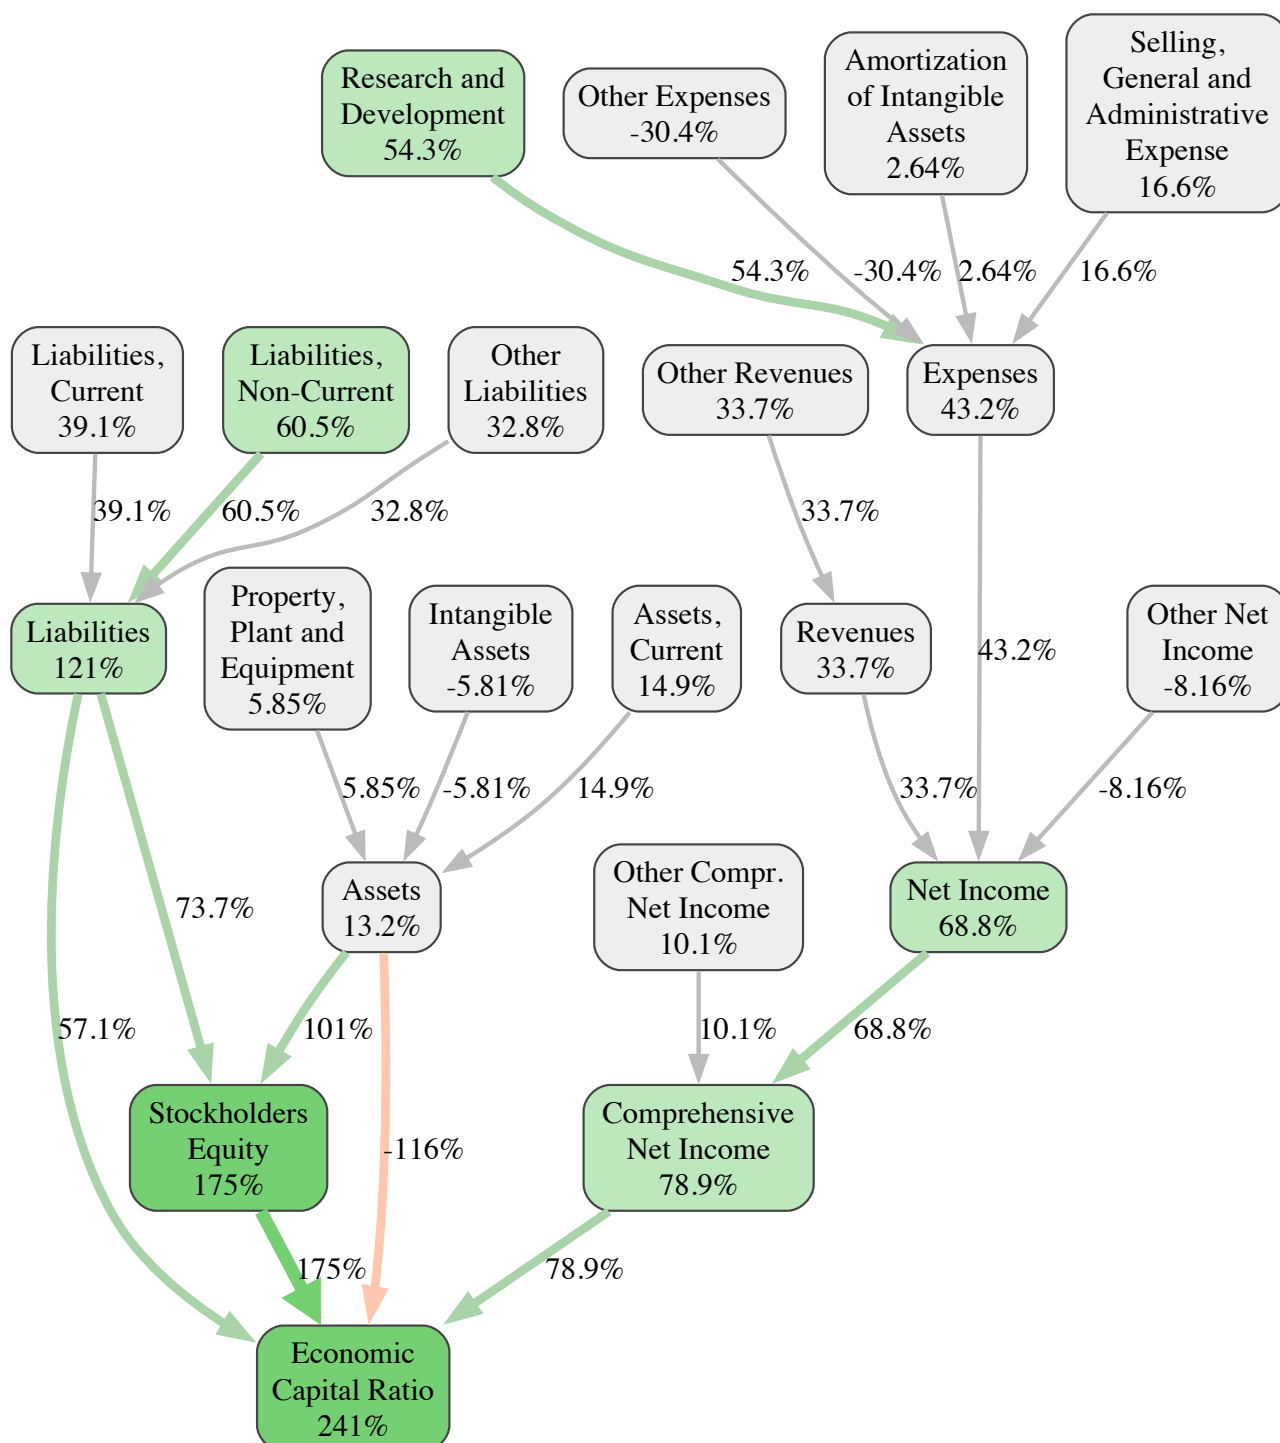 Research and
Development
54.3%
Other Expenses
-30.4%
Amortization
of Intangible
Assets
2.64%
Selling,
General and
Administrative
Expense
16.6%
54.3%
-30.4%
2.64%
16.6%
Liabilities,
Current
39.1%
Liabilities,
Non-Current
60.5%
Other
Liabilities
32.8%
Other Revenues
33.7%
Expenses
43.2%
39.1%
60.5%
32.8%
33.7%
Liabilities
121%
Property,
Plant and
Equipment
5.85%
Intangible
Assets
-5.81%
Assets,
Current
14.9%
Revenues
33.7%
43.2%
Other Net
Income
-8.16%
5.85%
-5.81%
14.9%
33.7%
-8.16%
73.7%
Assets
13.2%
Other Compr.
Net Income
10.1%
Net Income
68.8%
57.1%
101%
10.1%
68.8%
Stockholders
Equity
175%
-116%
Comprehensive
Net Income
78.9%
175%
78.9%
Economic
Capital Ratio
241%